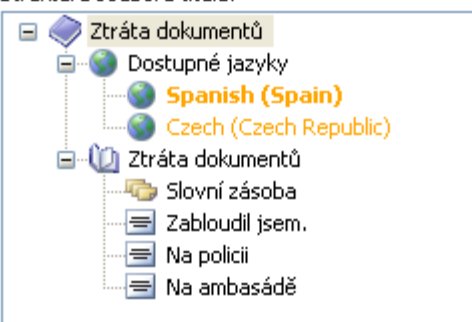 Ztráta dokumentů
Dostupné jazyky
Spanish (Spain)
Czech (Czech Republic)
Ztráta dokumentů
Slovní zásoba
Zabloudil jsem.
Na policii
Na ambasádě